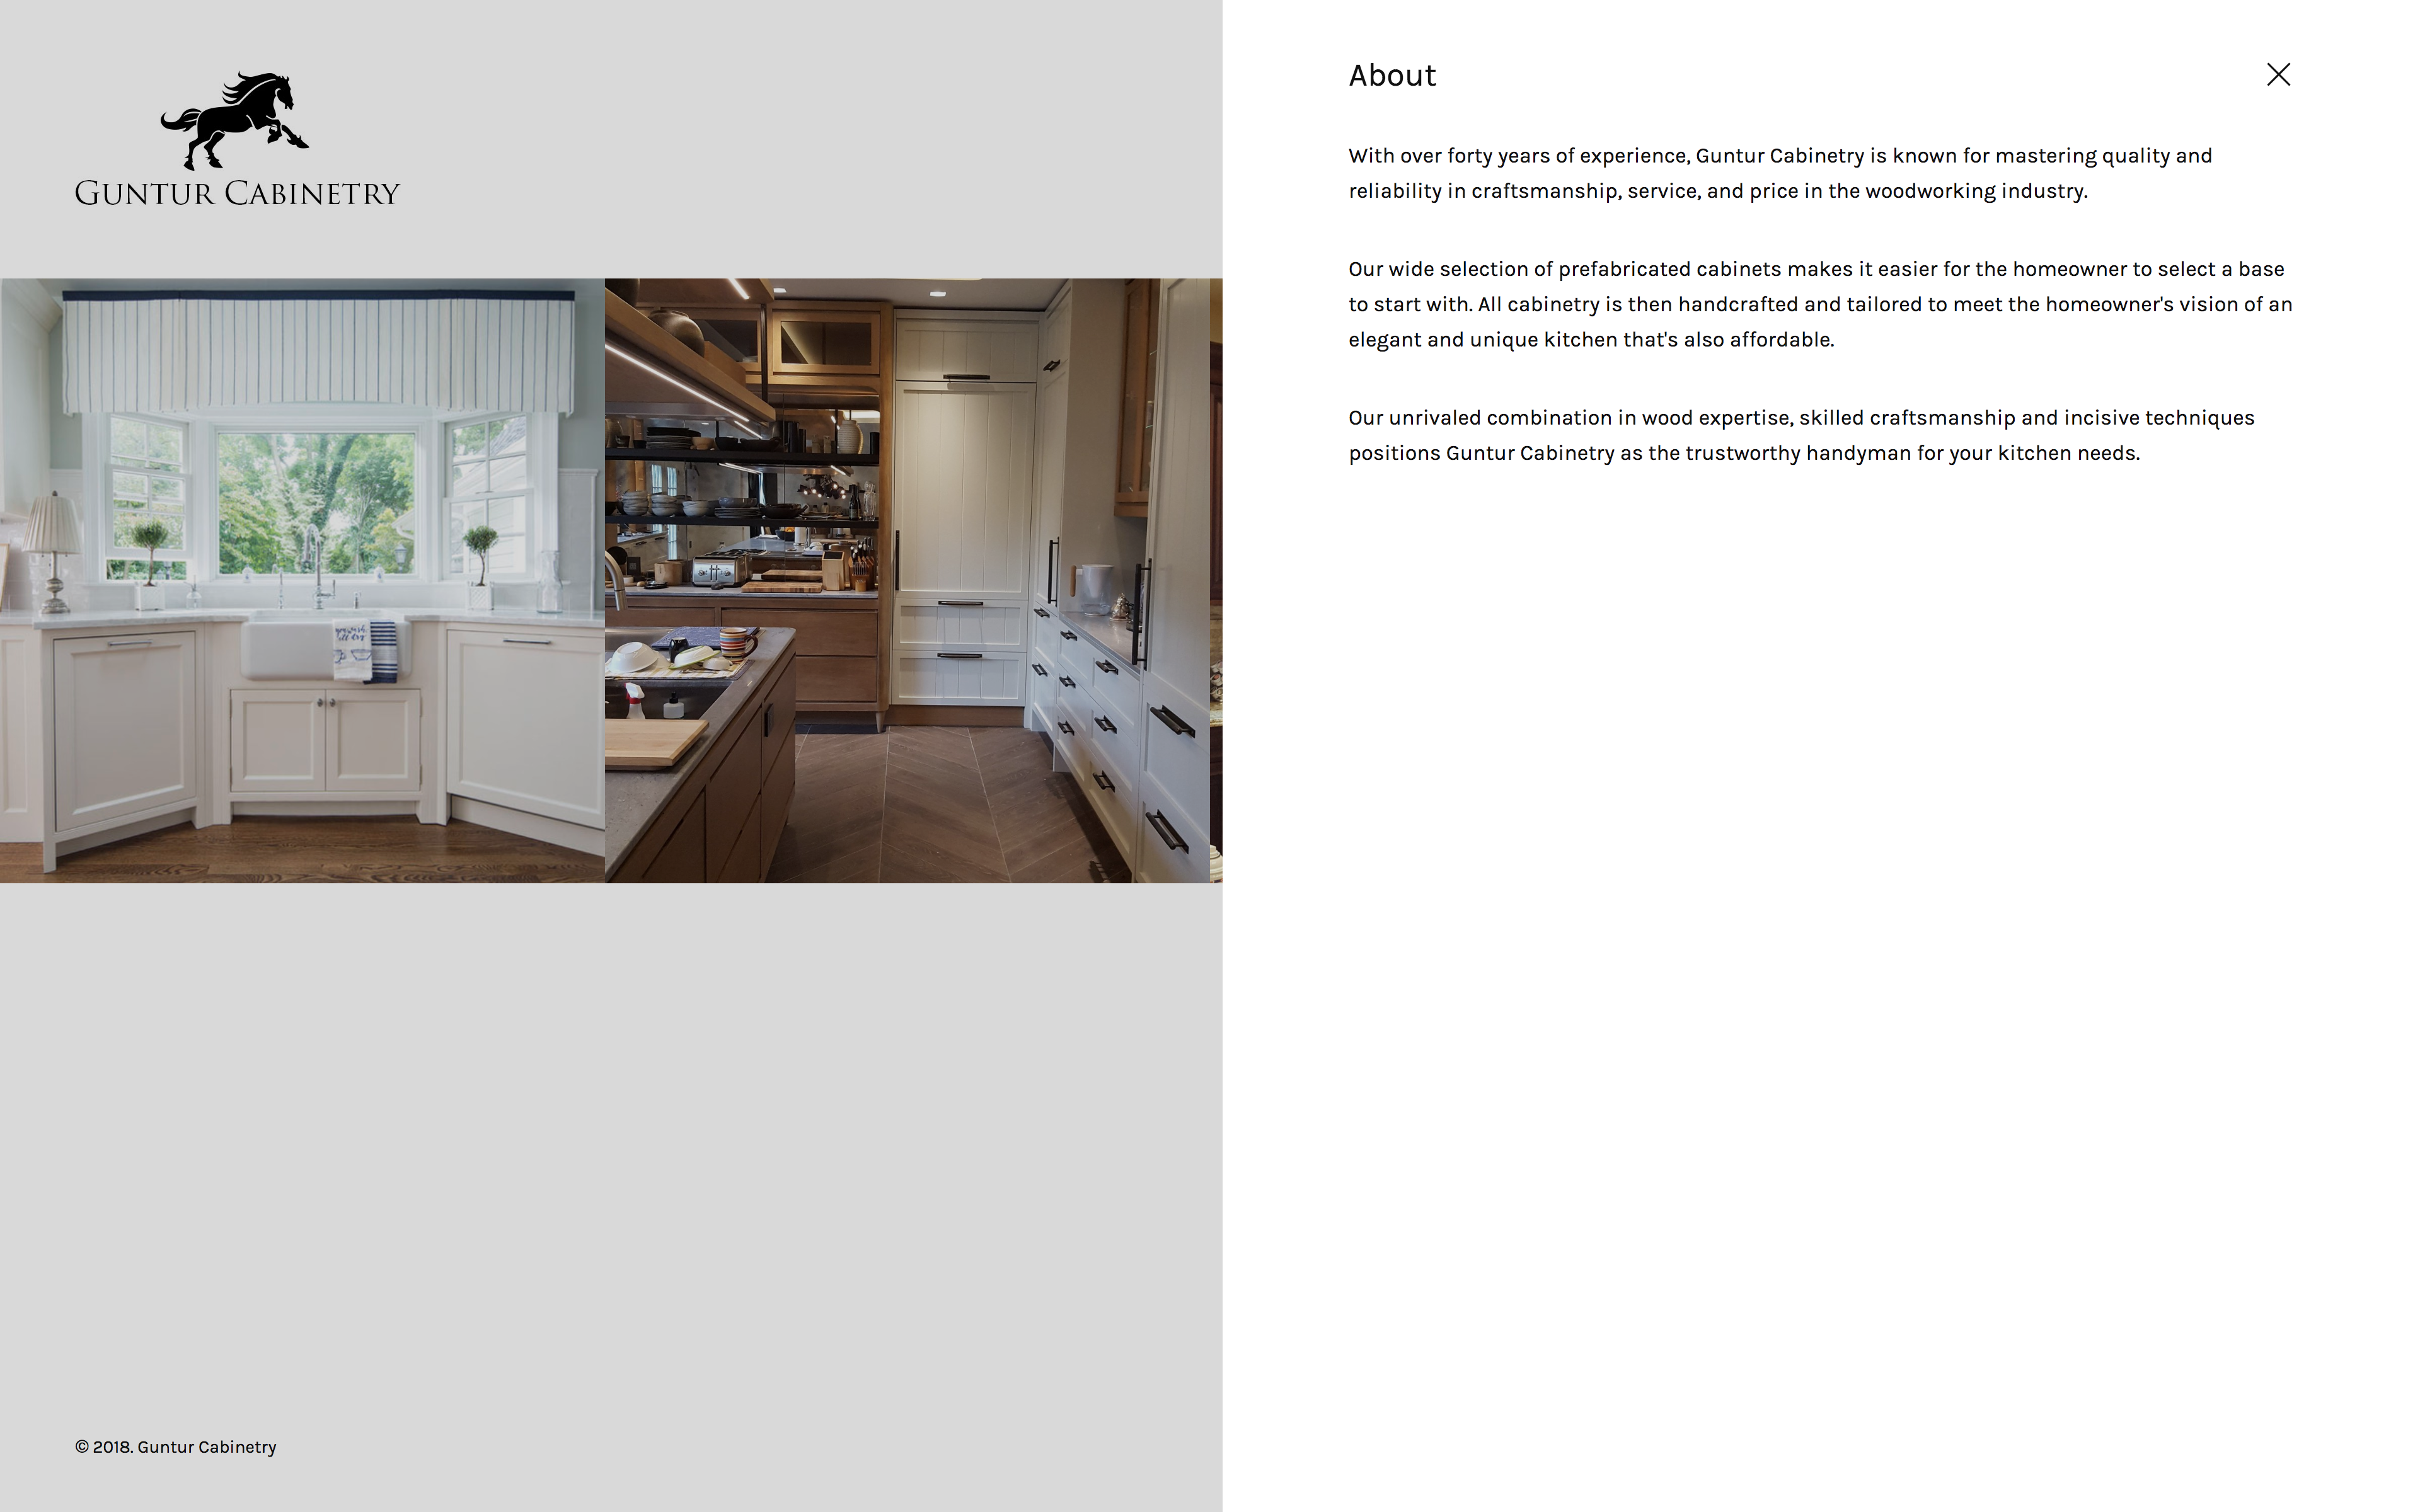 GUNTUR CABINETRY
About
With over forty years of experience, Guntur Cabinetry is known for mastering quality and
reliability in craftsmanship, service, and price in the woodworking industry.
Our wide selection of prefabricated cabinets makes it easier for the homeowner to select a base
to start with. All cabinetry is then handcrafted and tailored to meet the homeowner's vision of an
elegant and unique kitchen that's also affordable.
Our unrivaled combination in wood expertise, skilled craftsmanship and incisive techniques
positions Guntur Cabinetry as the trustworthy handyman for your kitchen needs.
© 2018. Guntur Cabinetry